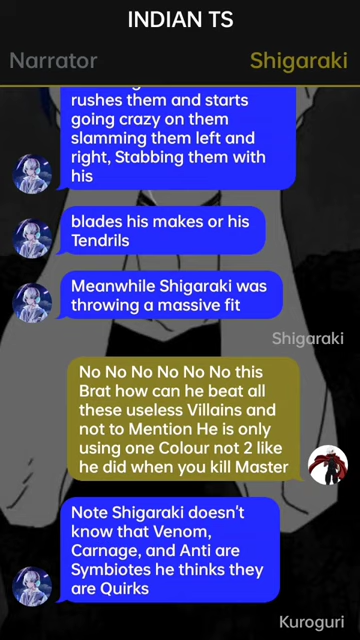 INDIAN TS
Narrator Shigaraki
rushes them and starts
going crazy on them
slamming them left and
right, Stabbing them with
his
blades his makes or his
Tendrils
Meanwhile Shigaraki was
throwing a massive fit
Shigaraki
No No No No No No this
Brat how can he beat all
these useless Villains and
not to Mention He is only
using one Colour not 2 like
he did when you kill Master
Note Shigaraki doesn't
know that Venom,
Carnage, and Anti are
Symbiotes he thinks they
are Quirks
Kuroguri